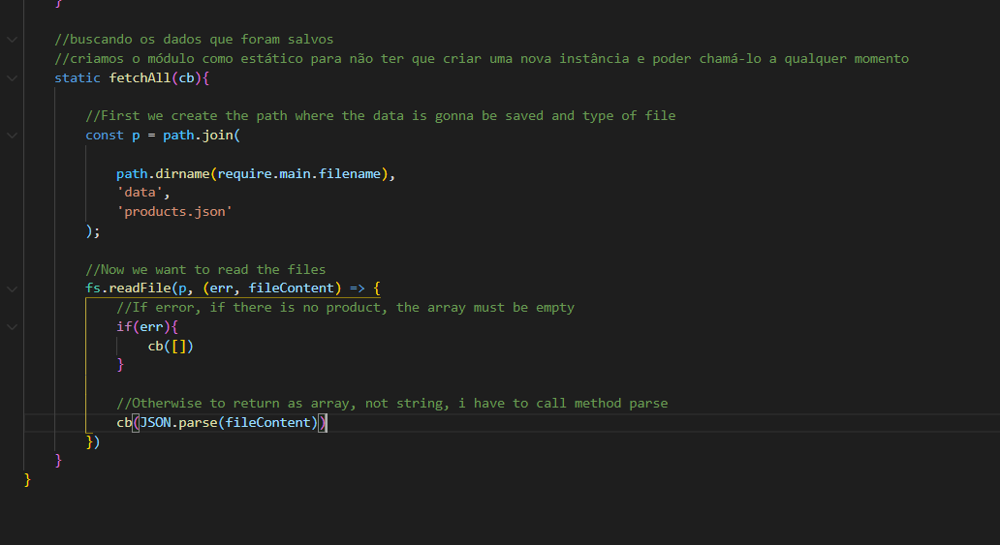 }
//buscando os dados que foram salvos
//criamos o módulo como estático para não ter que criar uma nova instância e poder chamá-lo a qualquer momento
static fetchAll(cb){
//First we create the path where the data is gonna be saved and type of file
const p = path.join(
path.dirname(require.main.filename),
'data',
'products.json'
);
//Now we want to read the files
fs.readFile(p, (err, fileContent) => {
//If error, if there is no product, the array must be empty
if(err){
cb([])
}
//Otherwise to return as array, not string, i have to call method parse
cb(JSON.parse(fileContent))
})
}
}